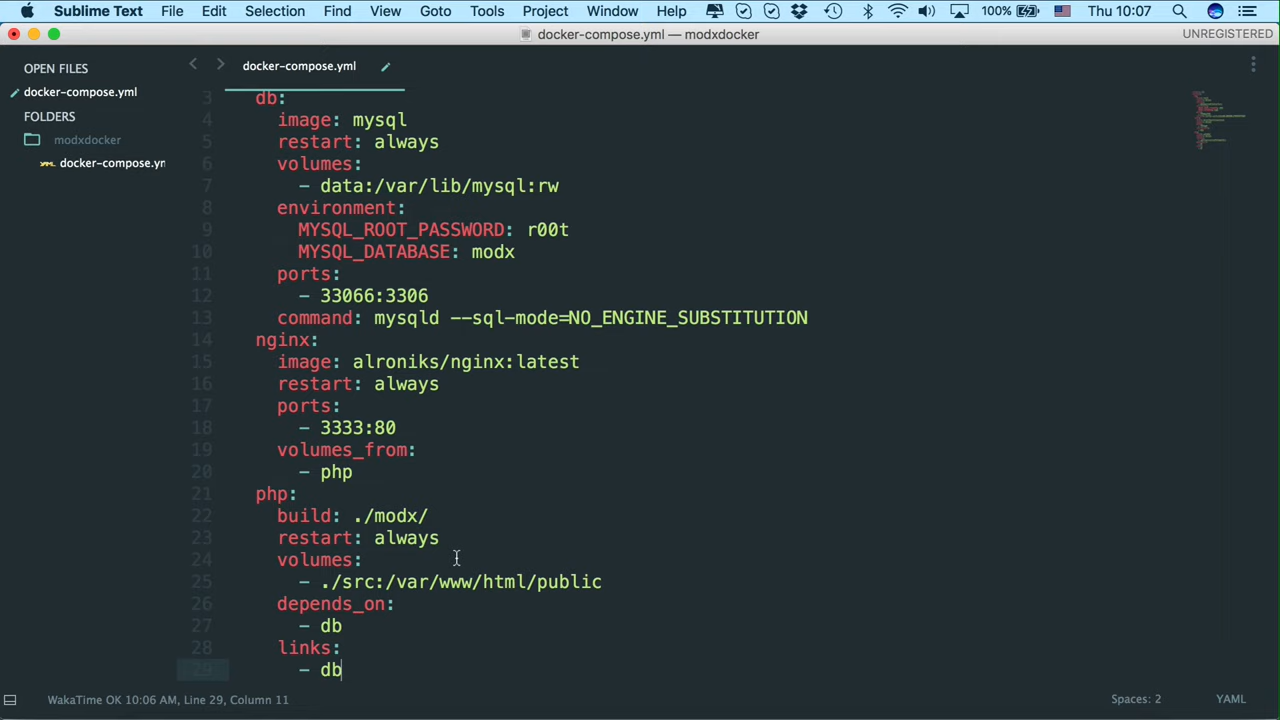 Sublime Text File Edit Selection Find View Goto Tools Project Window Help 100% Thu 10:07
docker-compose.yml — modxdocker UNREGISTERED
OPEN FILES
docker-compose.yml
FOLDERS
modxdocker
docker-compose.ym
docker-compose.yml
3 db:
4 image: mysql
5 restart: always
6 volumes:
7 - data:/var/lib/mysql:rw
8 environment:
9 MYSQL_ROOT_PASSWORD: r00t
10 MYSQL_DATABASE: modx
11 ports:
12 - 33066:3306
13 command: mysqld --sql-mode=NO_ENGINE_SUBSTITUTION
14 nginx:
15 image: alroniks/nginx:latest
16 restart: always
17 ports:
18 - 3333:80
19 volumes_from:
20 - php
21 php:
22 build: ./modx/
23 restart: always
24 volumes:
25 - ./src:/var/www/html/public
26 depends_on:
27 - db
28 links:
29 - db
WakaTime OK 10:06 AM, Line 29, Column 11 Spaces: 2 YAML